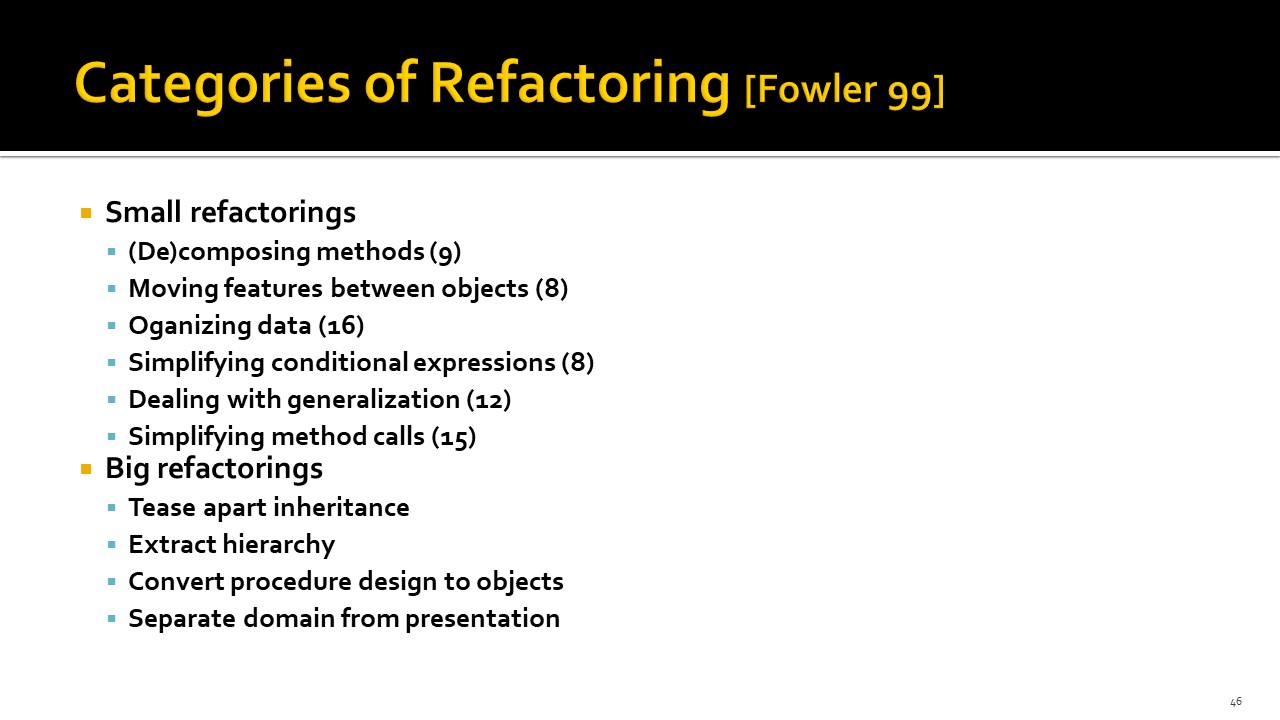 Categories of Refactoring [Fowler 99]
Small refactorings
(De)composing methods (9)
Moving features between objects (8)
Oganizing data (16)
Simplifying conditional expressions (8)
Dealing with generalization (12)
Simplifying method calls (15)
Big refactorings
Tease apart inheritance
Extract hierarchy
Convert procedure design to objects
Separate domain from presentation
46